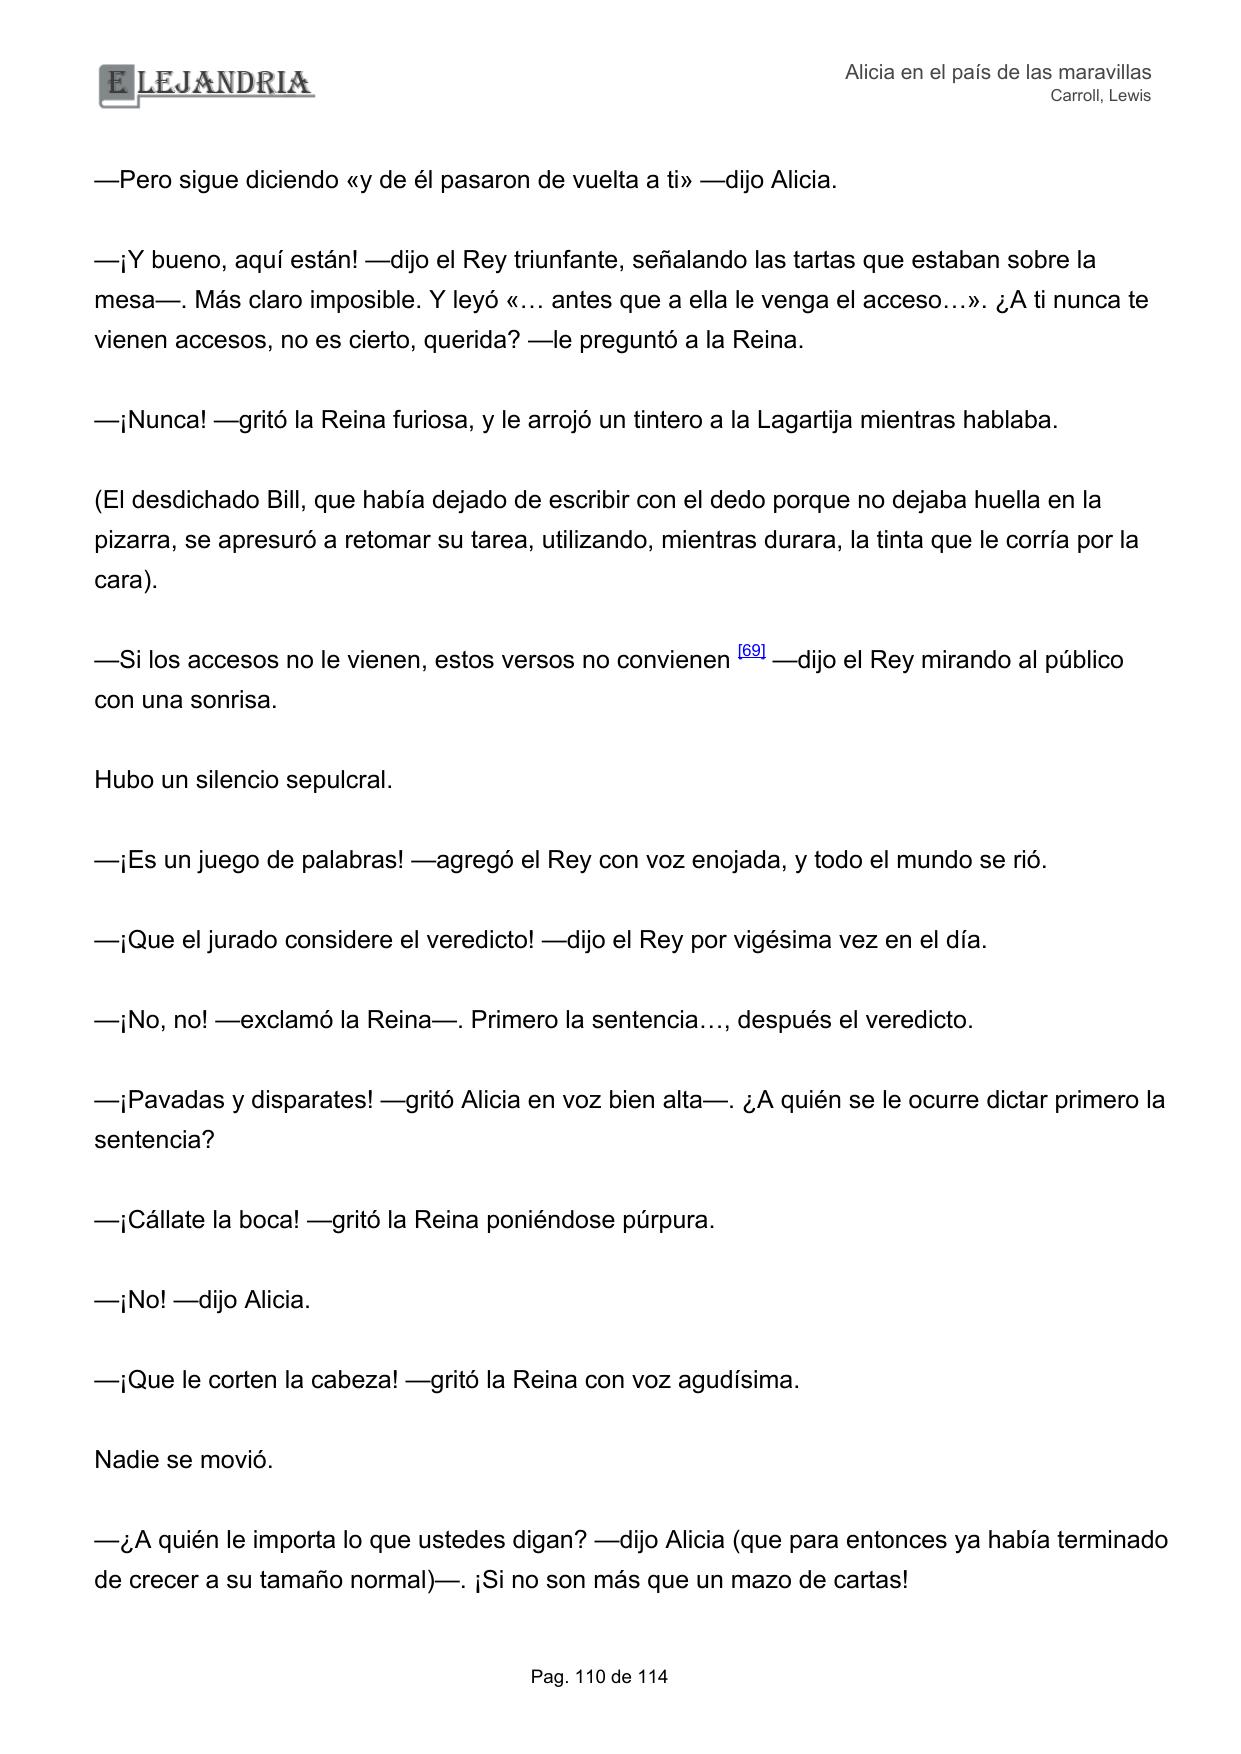 ELEJANDRIA
Alicia en el país de las maravillas
Carroll, Lewis
—Pero sigue diciendo «y de él pasaron de vuelta a ti» —dijo Alicia.
—¡Y bueno, aquí están! —dijo el Rey triunfante, señalando las tartas que estaban sobre la
mesa—. Más claro imposible. Y leyó «… antes que a ella le venga el acceso…». ¿A ti nunca te
vienen accesos, no es cierto, querida? —le preguntó a la Reina.
—¡Nunca! —gritó la Reina furiosa, y le arrojó un tintero a la Lagartija mientras hablaba.
(El desdichado Bill, que había dejado de escribir con el dedo porque no dejaba huella en la
pizarra, se apresuró a retomar su tarea, utilizando, mientras durara, la tinta que le corría por la
cara).
—Si los accesos no le vienen, estos versos no convienen [69] —dijo el Rey mirando al público
con una sonrisa.
Hubo un silencio sepulcral.
—¡Es un juego de palabras! —agregó el Rey con voz enojada, y todo el mundo se rió.
—¡Que el jurado considere el veredicto! —dijo el Rey por vigésima vez en el día.
—¡No, no! —exclamó la Reina—. Primero la sentencia…, después el veredicto.
—¡Pavadas y disparates! —gritó Alicia en voz bien alta—. ¿A quién se le ocurre dictar primero la
sentencia?
—¡Cállate la boca! —gritó la Reina poniéndose púrpura.
—¡No! —dijo Alicia.
—¡Que le corten la cabeza! —gritó la Reina con voz agudísima.
Nadie se movió.
—¿A quién le importa lo que ustedes digan? —dijo Alicia (que para entonces ya había terminado
de crecer a su tamaño normal)—. ¡Si no son más que un mazo de cartas!
Pag. 110 de 114